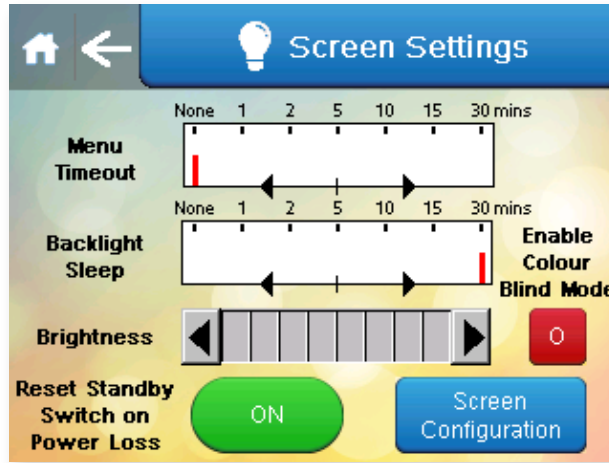 Screen Settings
None 1 2 5 10 15 30 mins
Menu
Timeout
None 1 2 5 10 15 30 mins
Backlight
Sleep
Enable
Colour
Blind Mode
Brightness
O
Reset Standby
Switch on
Power Loss
ON
Screen
Configuration